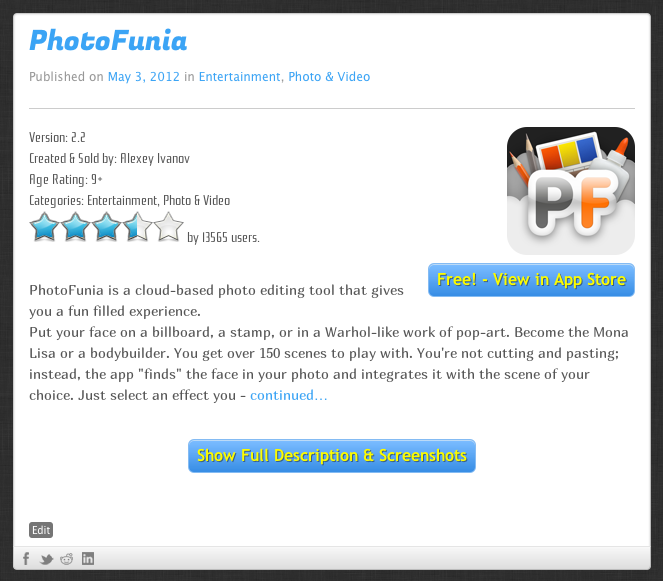 PhotoFunia
Published on May 3, 2012 in Entertainment, Photo & Video
Version: 2.2
Created & Sold by: Alexey Ivanov
Age Rating: 9+
Categories: Entertainment, Photo & Video
by 13565 users.
PF
Free! - View in App Store
PhotoFunia is a cloud-based photo editing tool that gives
you a fun filled experience.
Put your face on a billboard, a stamp, or in a Warhol-like work of pop-art. Become the Mona
Lisa or a bodybuilder. You get over 150 scenes to play with. You're not cutting and pasting;
instead, the app "finds" the face in your photo and integrates it with the scene of your
choice. Just select an effect you - continued...
Show Full Description & Screenshots
Edit